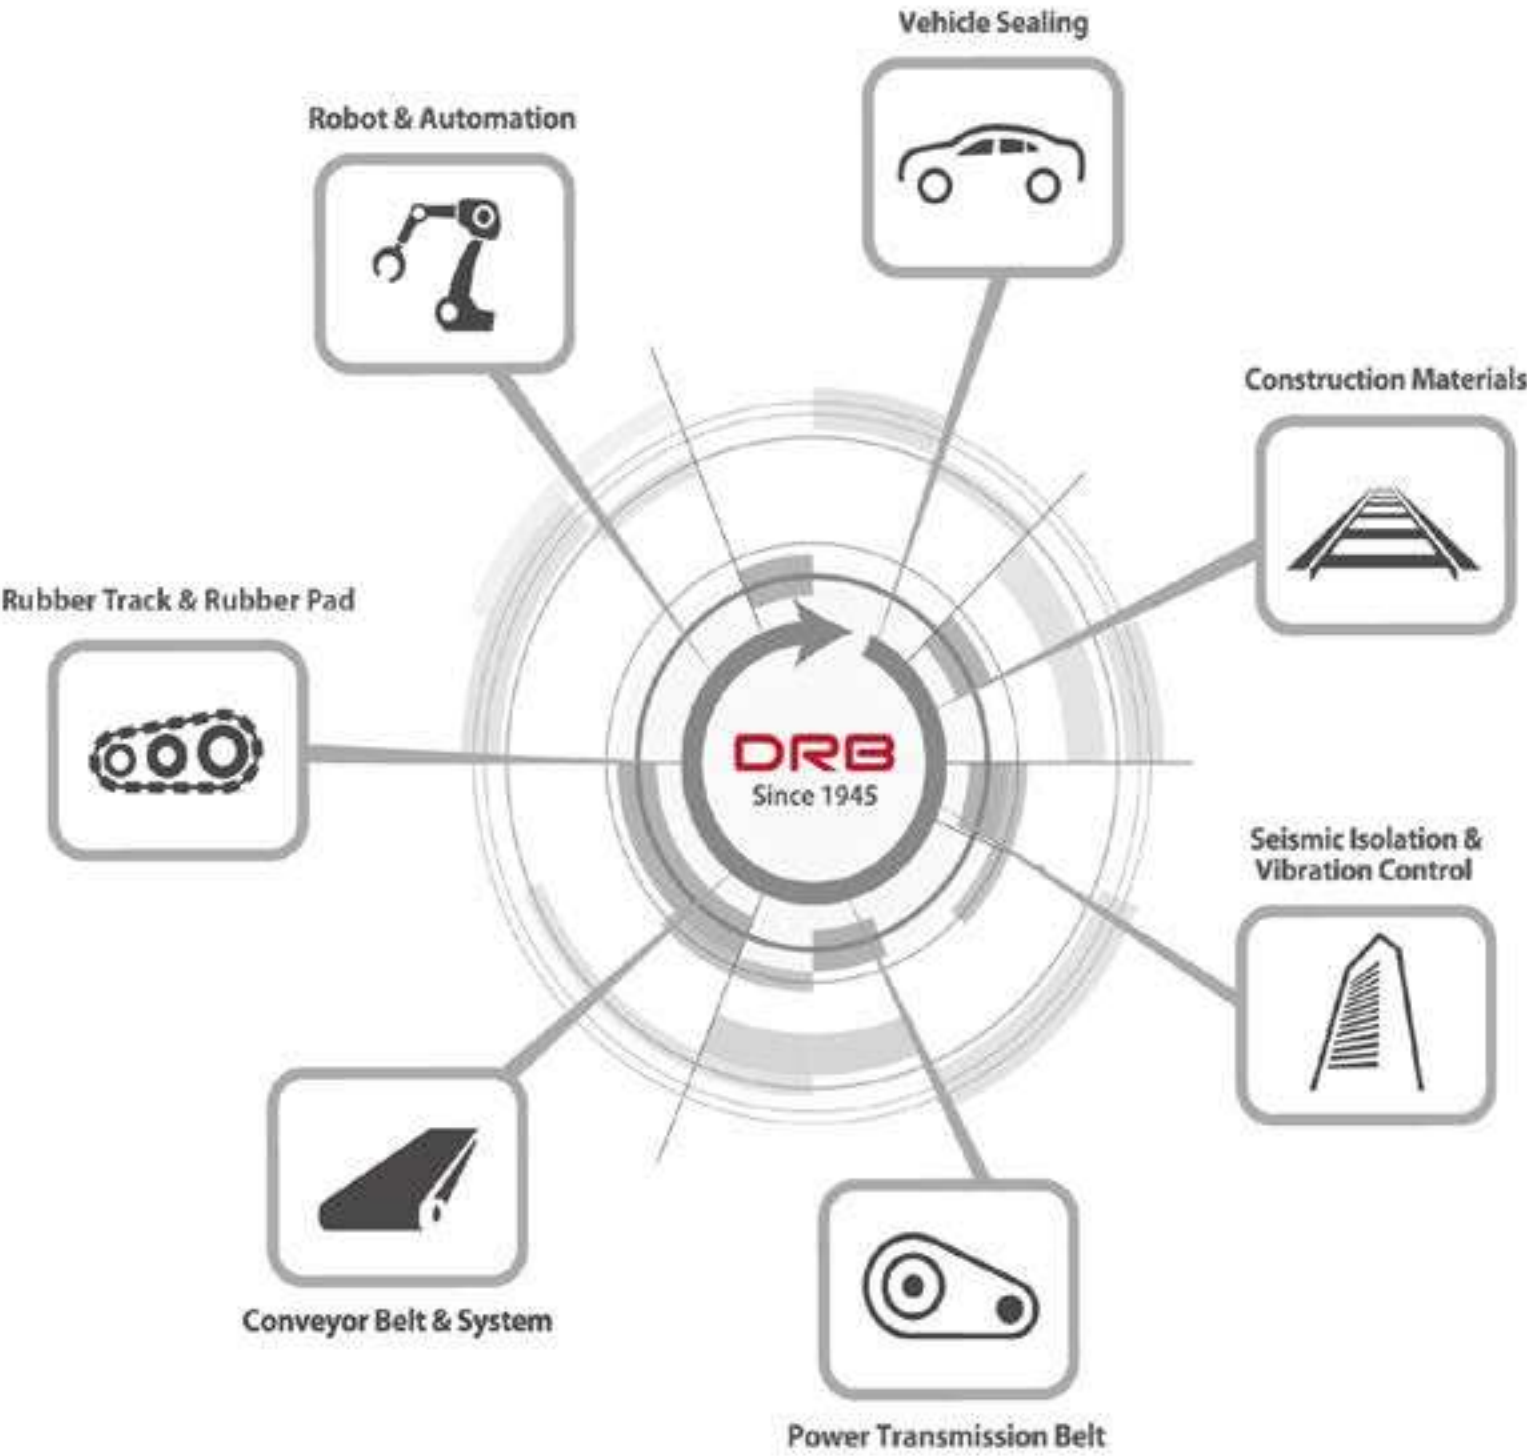 Vehicle Sealing
Robot & Automation
Construction Materials
Rubber Track & Rubber Pad
DRB
Since 1945
Seismic Isolation &
Vibration Control
Conveyor Belt & System
Power Transmission Belt